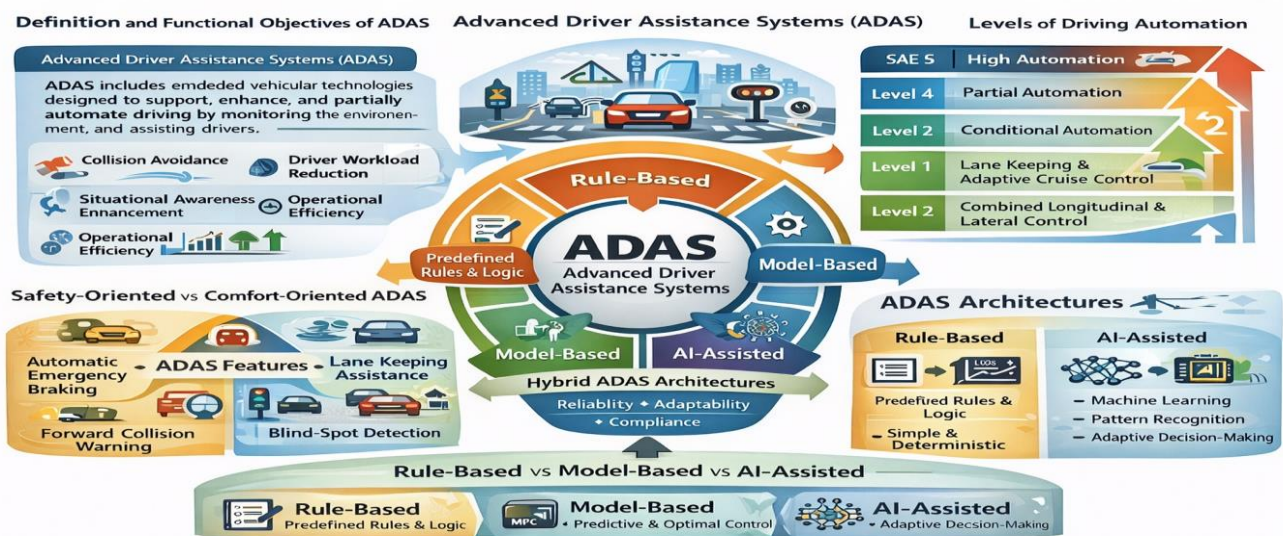 Definition and Functional Objectives of ADAS
Advanced Driver Assistance Systems (ADAS)
ADAS includes emdeded vehicular technologies
designed to support, enhance, and partially
automate driving by monitoring the environen-
ment, and assisting drivers.
Collision Avoidance
Driver Workload
Reduction
Situational Awareness
Ennancement
Operational
Efficiency
Operational
Efficiency
Advanced Driver Assistance Systems (ADAS)
Levels of Driving Automation
SAE S
High Automation
Level 4
Partial Automation
2
Level 2
Conditional Automation
Level 1
Lane Keeping &
Adaptive Cruise Control
Level 2
Combined Longitudinal &
Lateral Control
Rule-Based
Predefined
Rules & Logic
ADAS
Advanced Driver
Assistance Systems
Model-Based
Model-Based
AI-Assisted
Hybrid ADAS Architectures
Reliablity + Adaptability
+ Compliance
Safety-Oriented vs Comfort-Oriented ADAS
Automatic
Emergency
Braking
• ADAS Features •
Lane Keeping
Assistance
Forward Collision
Warning
Blind-Spot Detection
ADAS Architectures
Rule-Based
Predefired Rules &
Logic
– Simple &
Deterministic
AI-Assisted
– Machine Learning
– Pattern Recognition
– Adaptive Decision-Making
Rule-Based vs Model-Based vs AI-Assisted
Rule-Based
Predefined Rules & Logic
MPC
Model-Based
• Predictive & Optimal Control
AI-Assisted
• Adaptive Decsion-Making